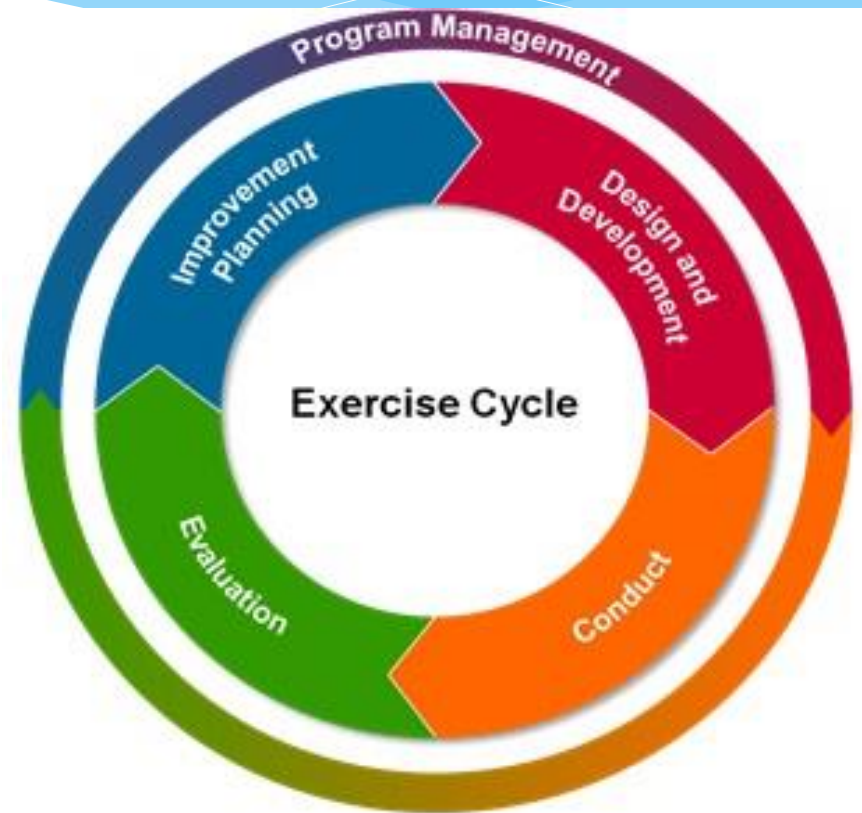 Program Management
Improvement
Planning
Design and
Development
Exercise Cycle
Evaluation
Conduct